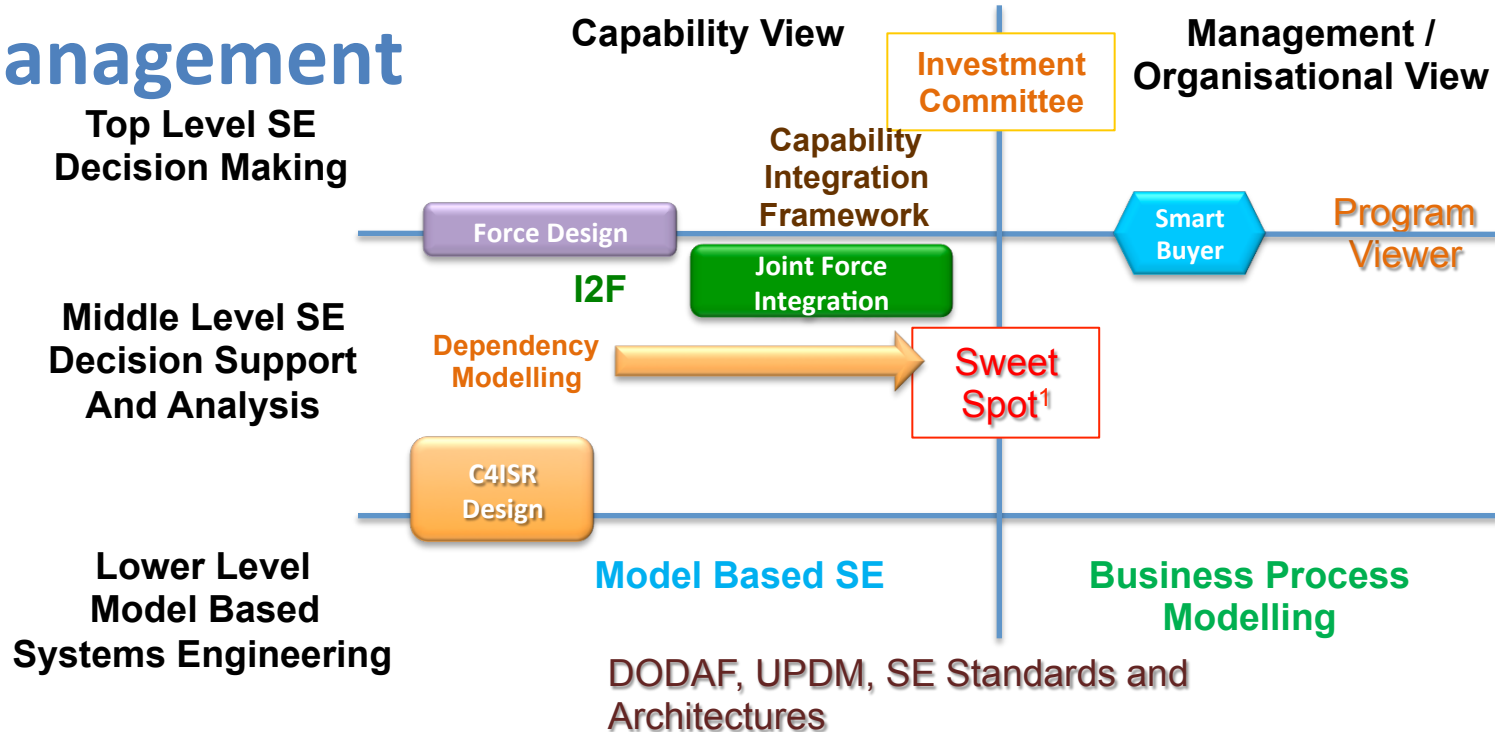 anagement
Capability View
Management /
Organisational View
Investment
Committee
Top Level SE
Decision Making
Capability
Integration
Framework
Force Design
Smart
Buyer
Program
Viewer
I2F
Joint Force
Integration
Middle Level SE
Decision Support
And Analysis
Dependency
Modelling
Sweet
Spot¹
C4ISR
Design
Lower Level
Model Based
Systems Engineering
Model Based SE
Business Process
Modelling
DODAF, UPDM, SE Standards and
Architectures